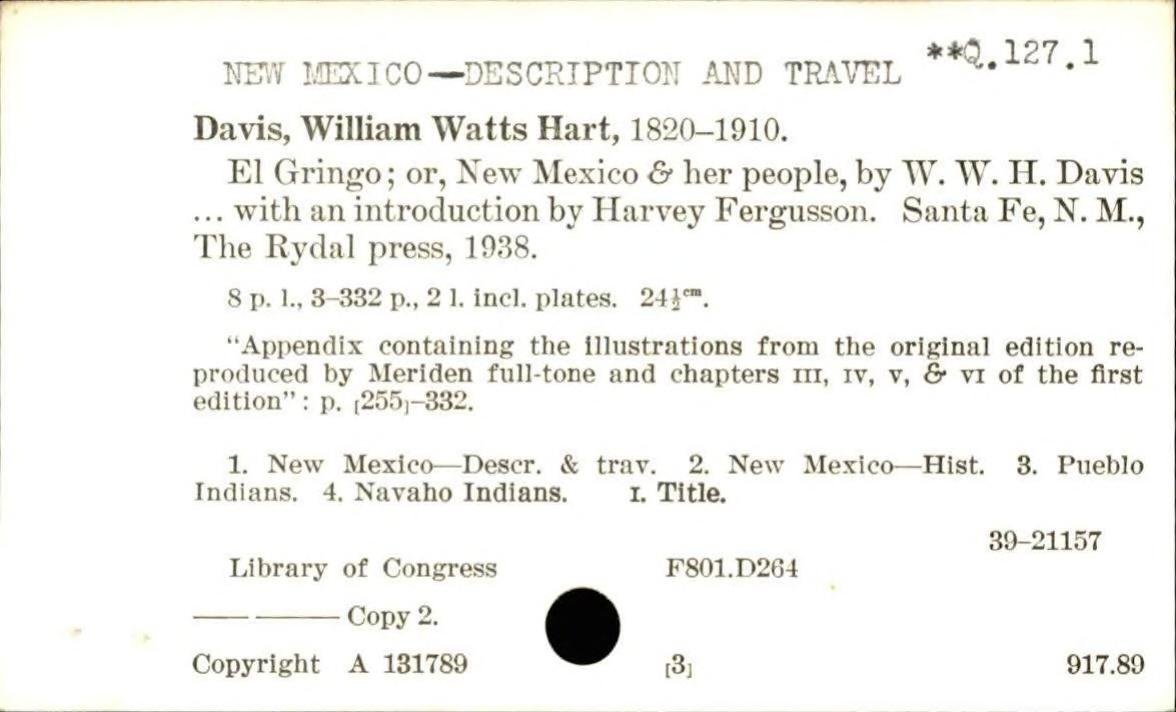 **Q.127.1
NEW MEXICO—DESCRIPTION AND TRAVEL
Davis, William Watts Hart, 1820–1910.
El Gringo; or, New Mexico & her people, by W. W. H. Davis
... with an introduction by Harvey Fergusson. Santa Fe, N. M.,
The Rydal press, 1938.
8 p. l., 3–332 p., 2 l. incl. plates. 24½ᶜᵐ.
"Appendix containing the illustrations from the original edition re-
produced by Meriden full-tone and chapters III, IV, V, & VI of the first
edition": p. [255]–332.
1. New Mexico—Descr. & trav. 2. New Mexico—Hist. 3. Pueblo
Indians. 4. Navaho Indians. I. Title.
39–21157
Library of Congress F801.D264
—— —— Copy 2.
Copyright A 131789 [3] 917.89